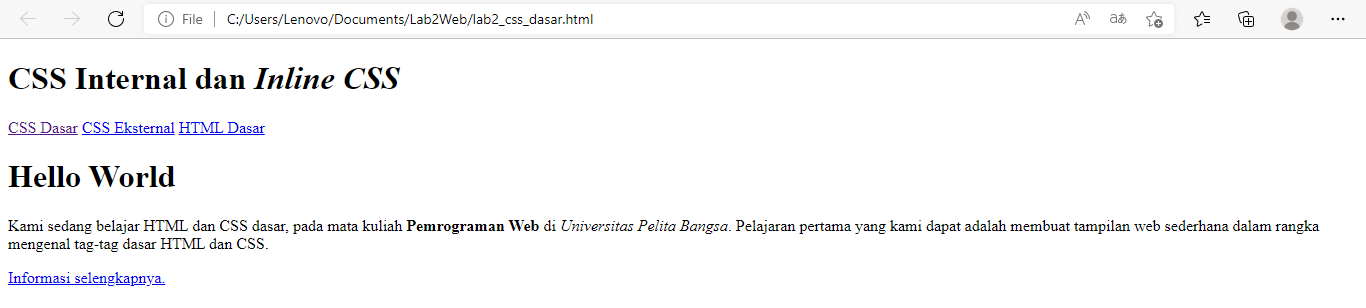 File | C:/Users/Lenovo/Documents/Lab2Web/lab2_css_dasar.html
CSS Internal dan Inline CSS
CSS Dasar CSS Eksternal HTML Dasar
Hello World
Kami sedang belajar HTML dan CSS dasar, pada mata kuliah Pemrograman Web di Universitas Pelita Bangsa. Pelajaran pertama yang kami dapat adalah membuat tampilan web sederhana dalam rangka
mengenal tag-tag dasar HTML dan CSS.
Informasi selengkapnya.